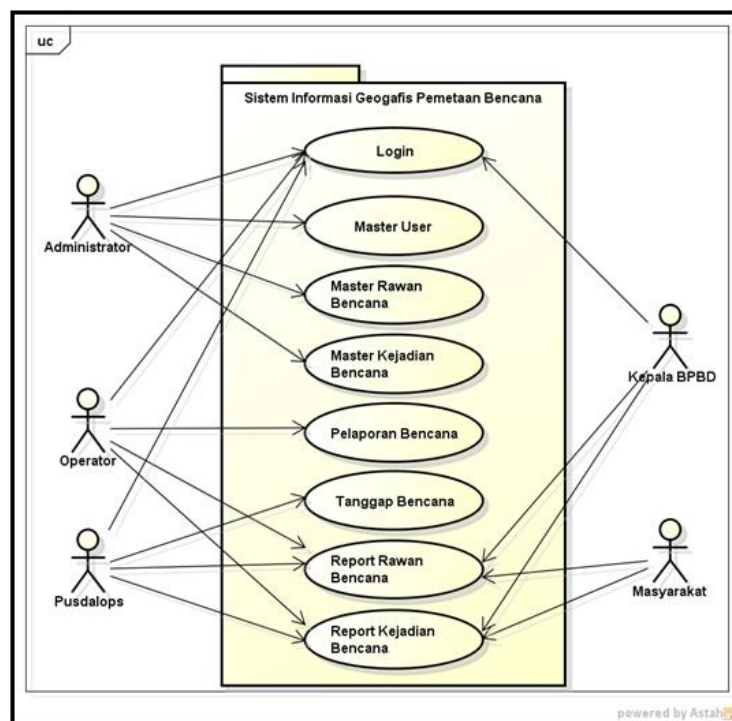 uc
Sistem Informasi Geogafis Pemetaan Bencana
Login
Administrator
Master User
Master Rawan
Bencana
Master Kejadian
Bencana
Kepala BPBD
Operator
Pelaporan Bencana
Tanggap Bencana
Pusdalops
Report Rawan
Bencana
Masyarakat
Report Kejadian
Bencana
powered by Astah